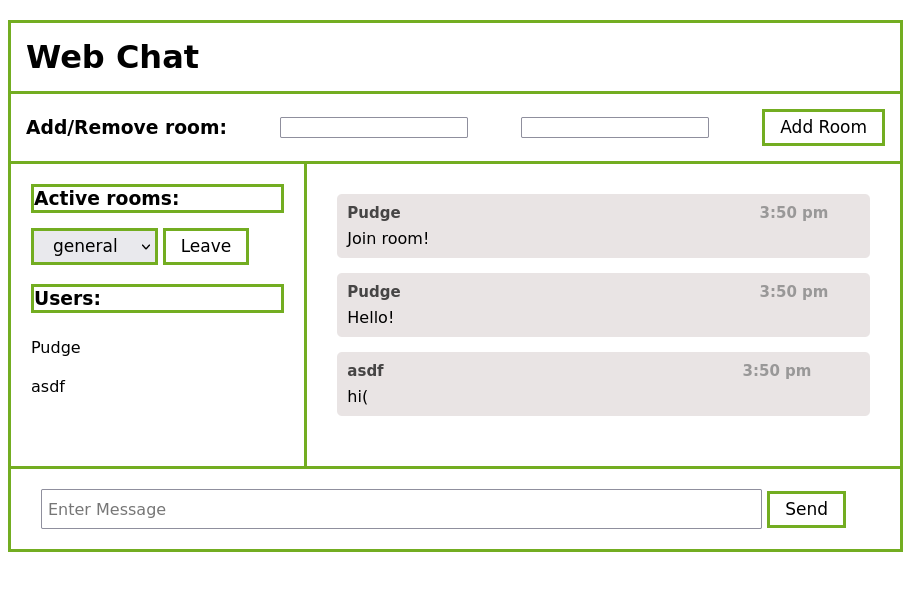 Web Chat
Add/Remove room:
Add Room
Active rooms:
general
Leave
Users:
Pudge
asdf
Pudge 3:50 pm
Join room!
Pudge 3:50 pm
Hello!
asdf 3:50 pm
hi(
Enter Message
Send